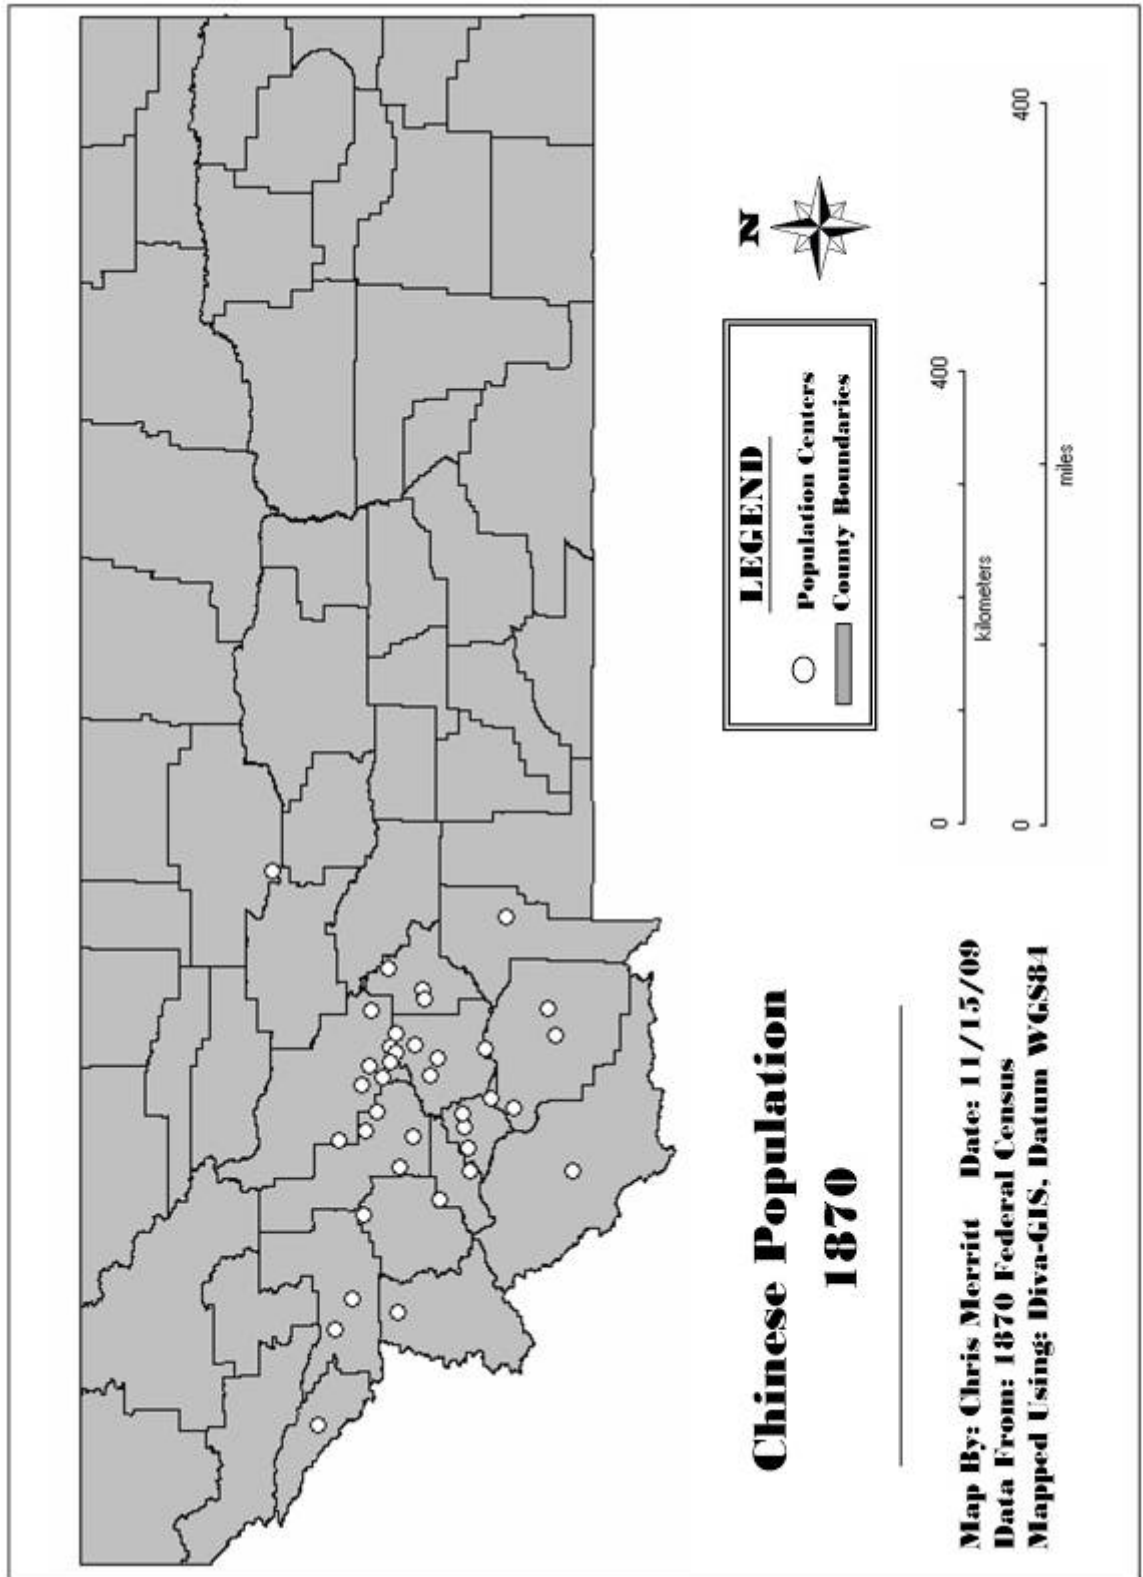 Chinese Population
1870
Map By: Chris Merritt Date: 11/15/09
Data From: 1870 Federal Census
Mapped Using: Diva-GIS, Datum WGS84
LEGEND
Population Centers
County Boundaries
N
0 400
kilometers
0 400
miles